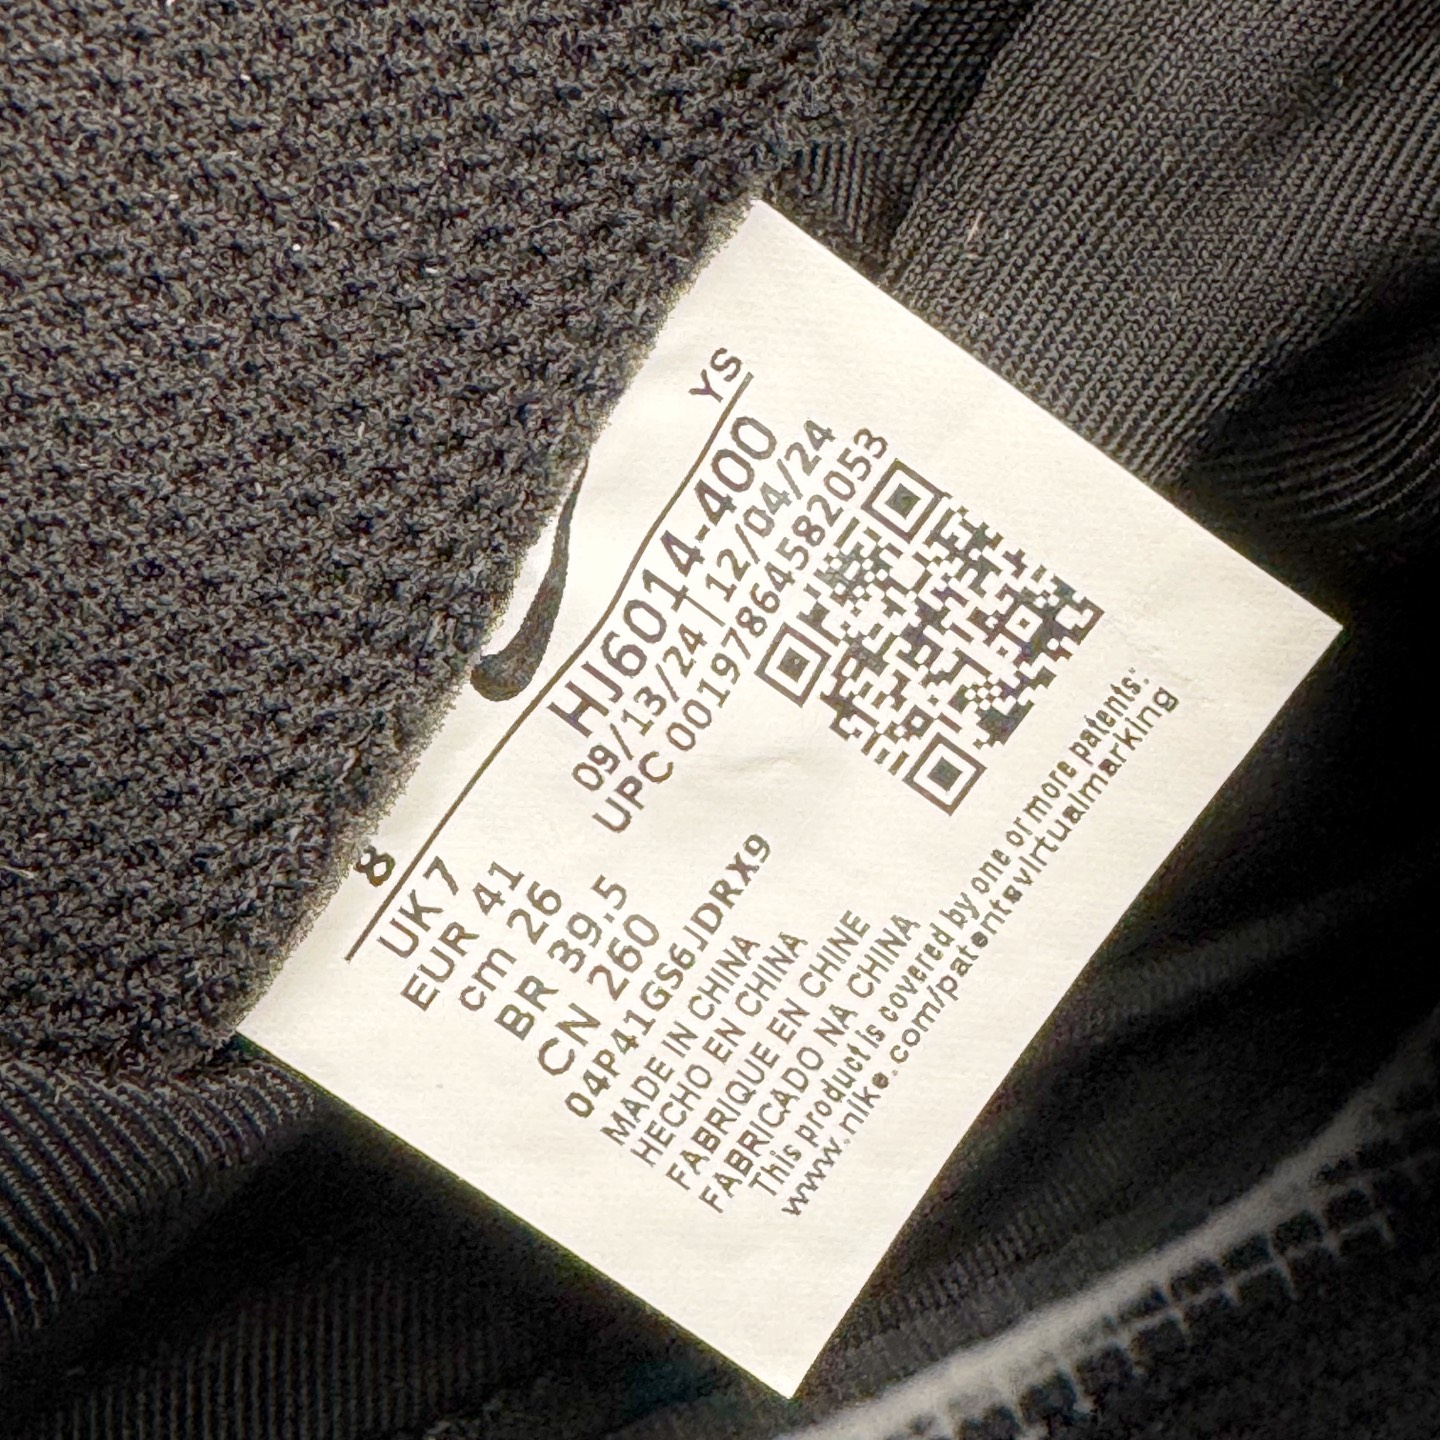 8 YS
UK 7
EUR 41
cm 26
BR 39.5
CN 260
HJ6014-400
09/13/24 | 12/04/24
UPC 00197864582053
04P41GS6JDRX9
MADE IN CHINA
HECHO EN CHINA
FABRIQUE EN CHINE
FABRICADO NA CHINA
This product is covered by one or more patents:
www.nike.com/patentsvirtualmarking